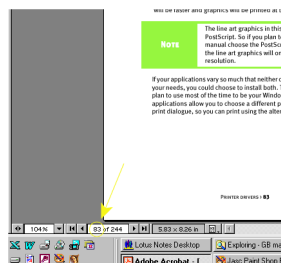 will be faster and graphics will be printed at t
NOTE
The line art graphics in this
PostScript. So if you plan to
manual choose the PostSc
the line art graphics will or
resolution.
If your applications vary so much that neither o
your needs, you could choose to install both.
plan to use most of the time to be your Windo
applications allow you to choose a different p
print dialogue, so you can print using the alter
PRINTER DRIVERS > 83
104% 83 of 244 5.83 x 8.26 in
Lotus Notes Desktop Exploring - GB ma
Adobe Acrobat - [ Jasc Paint Shop P